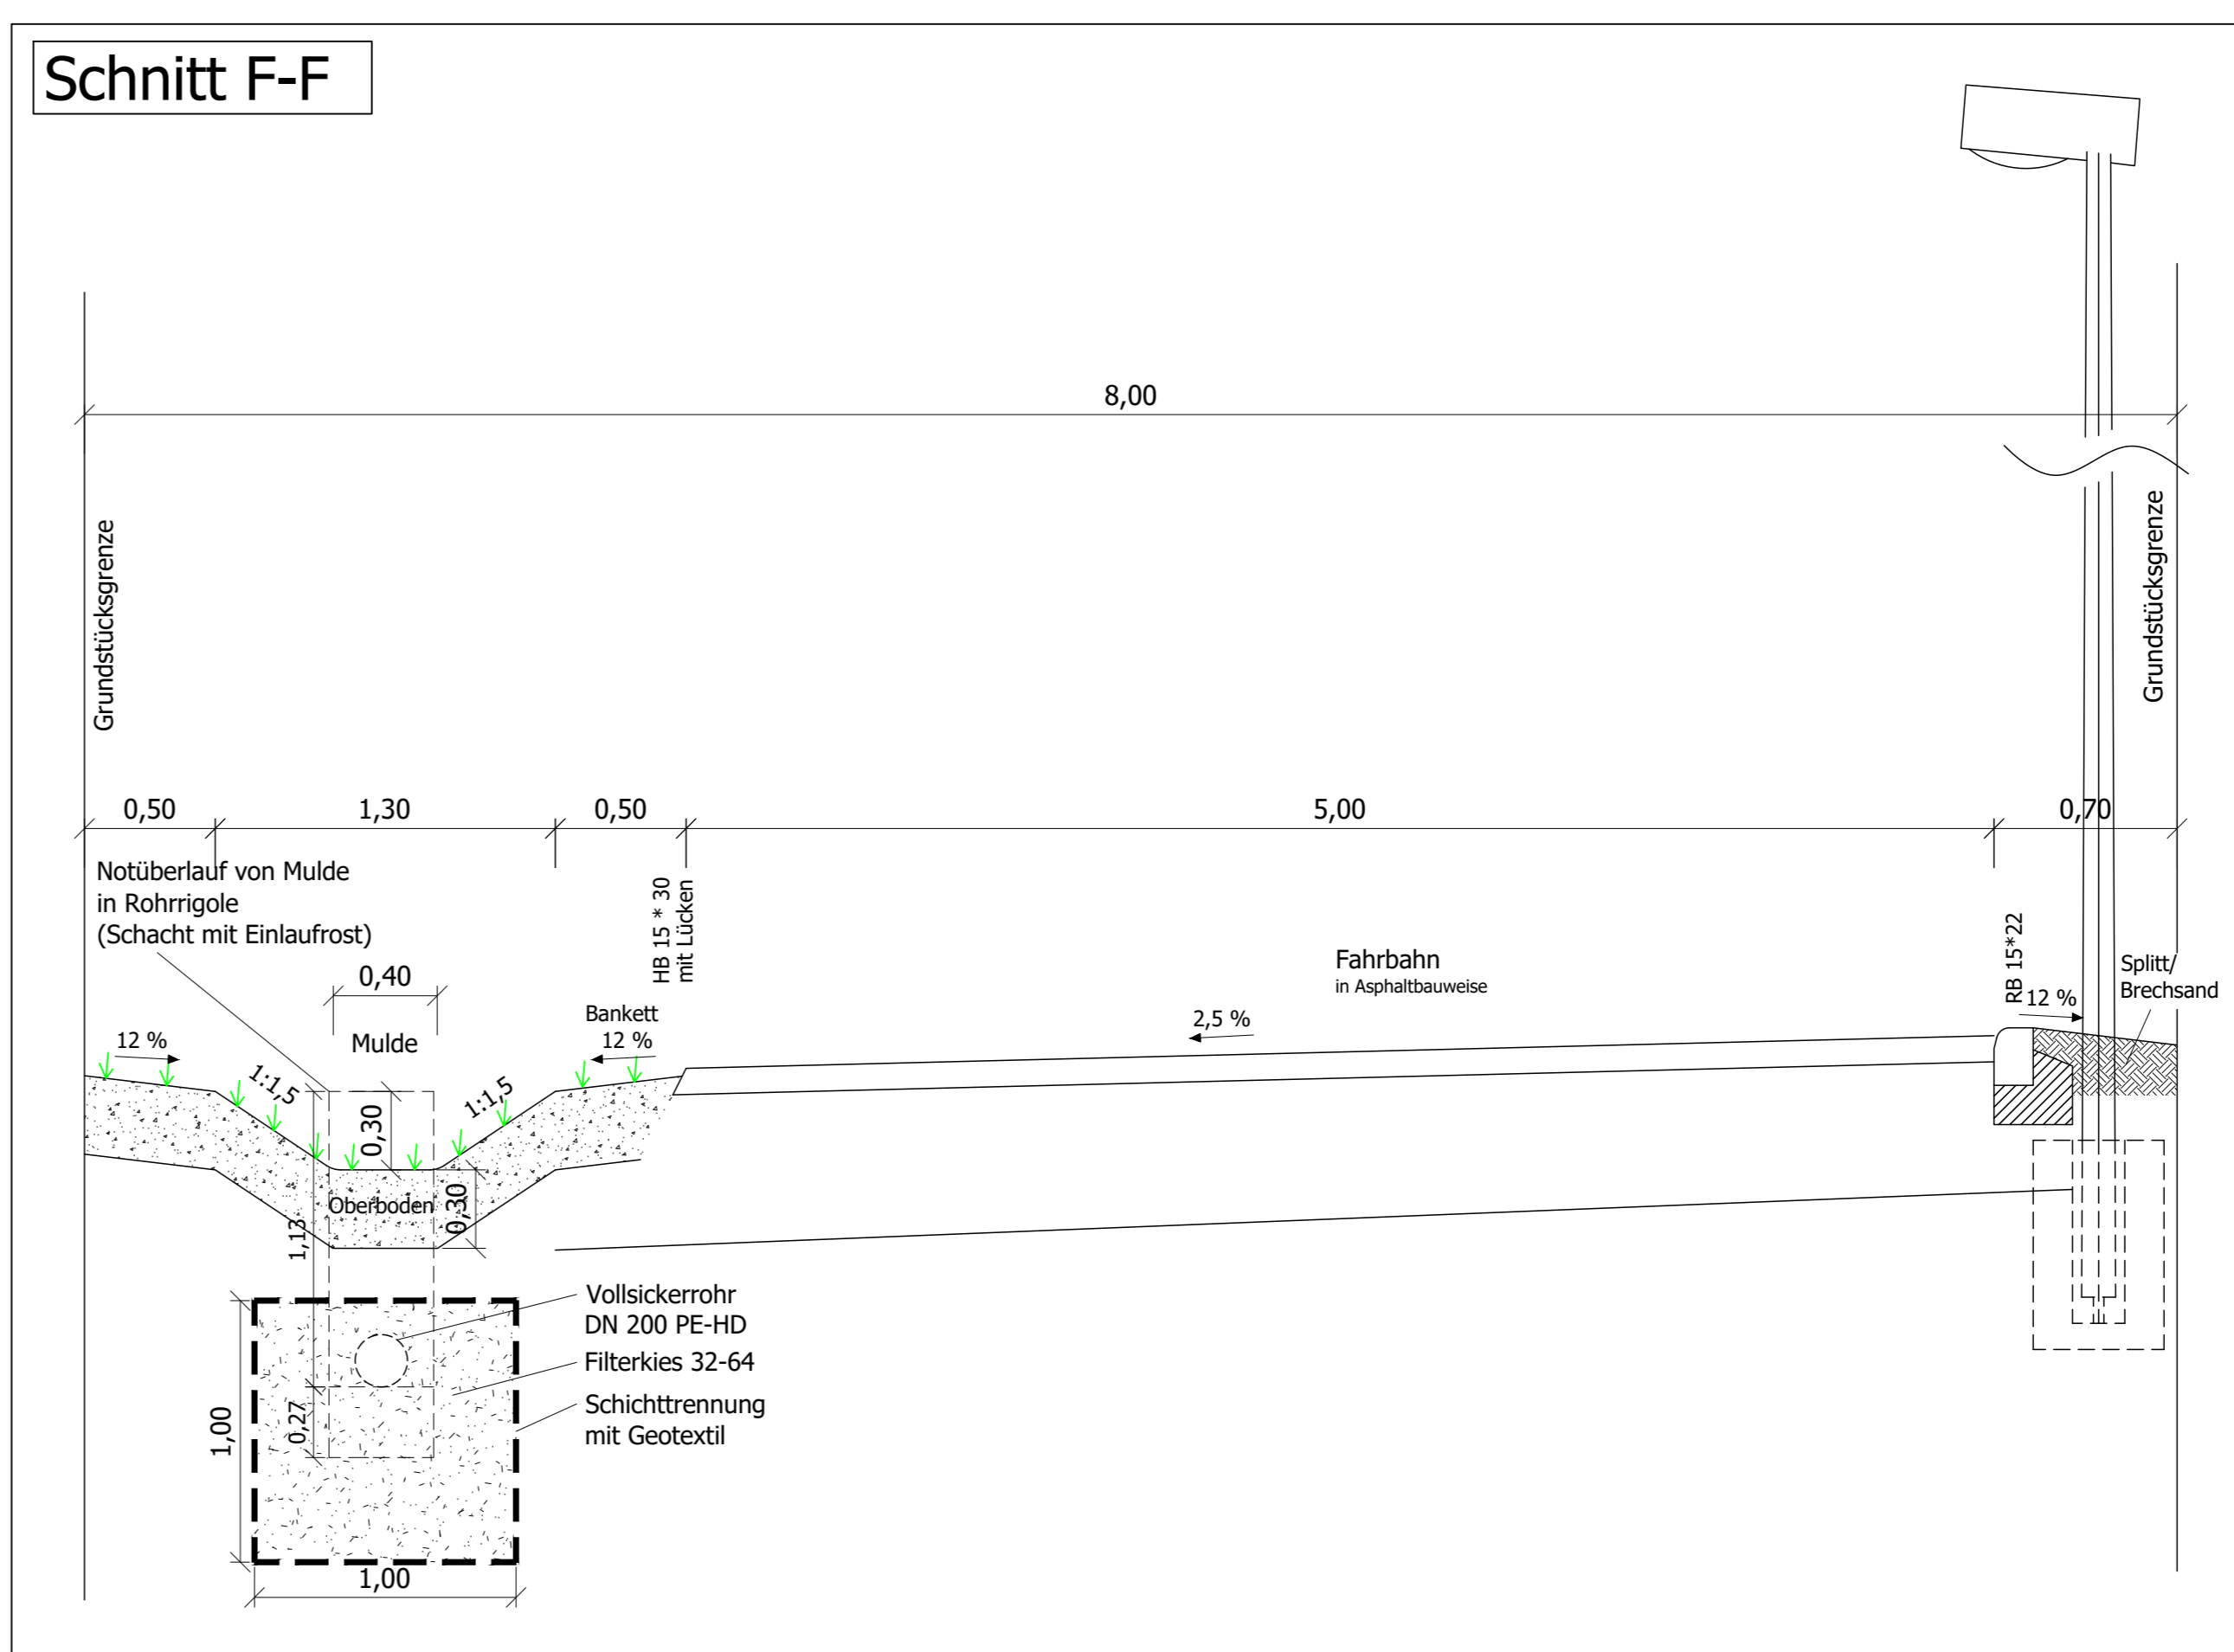 Schnitt F-F
8,00
Grundstücksgrenze
Grundstücksgrenze
0,50
1,30
0,50
5,00
0,70
Notüberlauf von Mulde
in Rohrrigole
(Schacht mit Einlaufrost)
HB 15 * 30
mit Lücken
RB 15*22
Fahrbahn
in Asphaltbauweise
Splitt/
Brechsand
0,40
12 %
Mulde
Bankett
12 %
2,5 %
12 %
1:1,5
1:1,5
0,30
Oberboden
0,30
1,13
Vollsickerrohr
DN 200 PE-HD
Filterkies 32-64
Schichttrennung
mit Geotextil
1,00
0,27
1,00